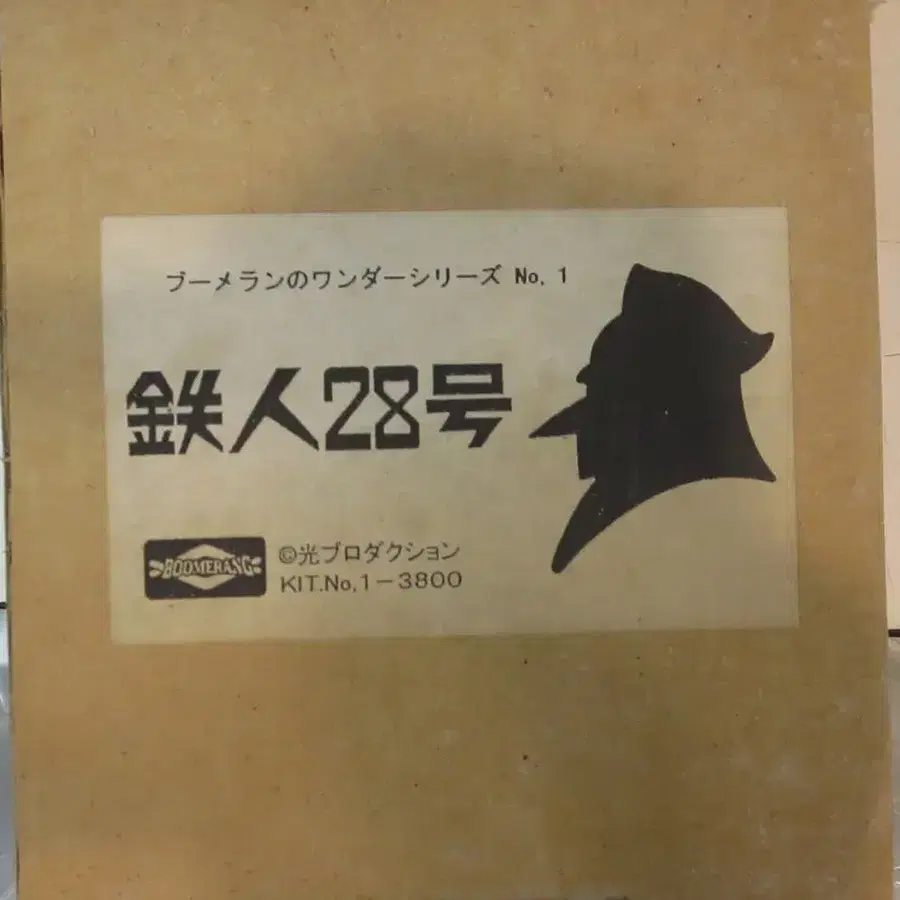 ブーメランのワンダーシリーズ No. 1
鉄人28号
BOOMERANG
©光プロダクション
KIT.No,1-3800